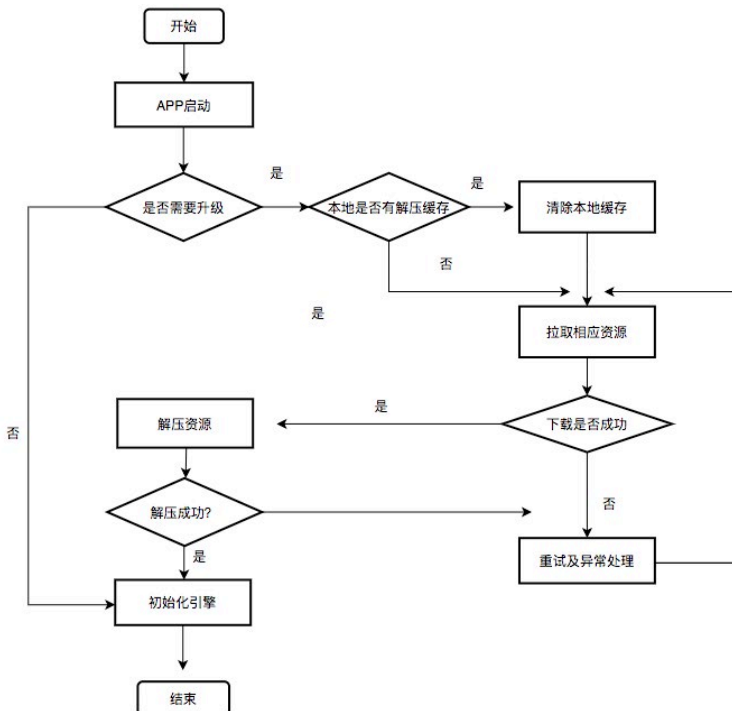 开始
APP启动
是
是
是否需要升级
本地是否有解压缓存
清除本地缓存
否
是
拉取相应资源
解压资源
是
下载是否成功
否
解压成功?
否
是
重试及异常处理
初始化引擎
结束